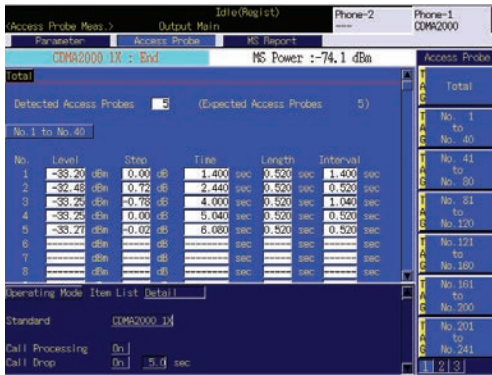 Idle(Regist)
Phone-2
Phone-1
<Access Probe Meas.>
Output Main
----
CDMA2000
Parameter
Access Probe
MS Report
CDMA2000 1X : End
MS Power :-74.1 dBm
Access Probe
Total
Detected Access Probes 5 (Expected Access Probes 5)
No.1 to No.40
No. Level Step Time Length Interval
1 -33.20 dBm 0.00 dB 1.400 sec 0.520 sec 1.400 sec
2 -32.48 dBm 0.72 dB 2.440 sec 0.520 sec 0.520 sec
3 -33.25 dBm -0.78 dB 4.000 sec 0.520 sec 1.040 sec
4 -33.25 dBm 0.00 dB 5.040 sec 0.520 sec 0.520 sec
5 -33.27 dBm -0.02 dB 6.080 sec 0.520 sec 0.520 sec
6 ------ dBm ------ dB ------ sec ------ sec ------ sec
7 ------ dBm ------ dB ------ sec ------ sec ------ sec
8 ------ dBm ------ dB ------ sec ------ sec ------ sec
Operating Mode Item List Detail
Standard CDMA2000 1X
Call Processing On
Call Drop On 5.0 sec
TAG Total
TAG No. 1 to No. 40
TAG No. 41 to No. 80
TAG No. 81 to No.120
TAG No.121 to No.160
TAG No.161 to No.200
TAG No.201 to No.241
1 2 3